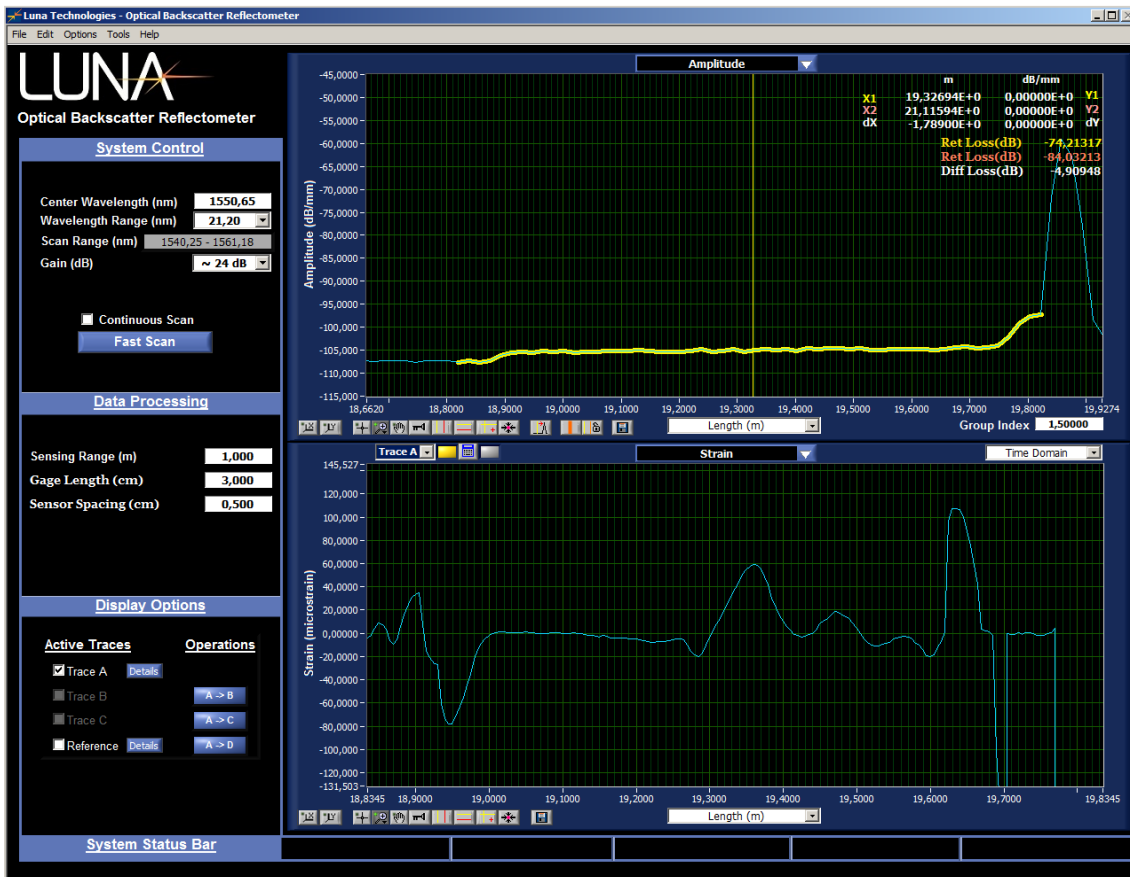 Luna Technologies - Optical Backscatter Reflectometer
File Edit Options Tools Help
LUNA
Optical Backscatter Reflectometer
System Control
Center Wavelength (nm) 1550,65
Wavelength Range (nm) 21,20
Scan Range (nm) 1540,25 - 1561,18
Gain (dB) ~ 24 dB
Continuous Scan
Fast Scan
Data Processing
Sensing Range (m) 1,000
Gage Length (cm) 3,000
Sensor Spacing (cm) 0,500
Display Options
Active Traces Operations
Trace A Details
Trace B A -> B
Trace C A -> C
Reference Details A -> D
System Status Bar
Amplitude
m dB/mm
X1 19,32694E+0 0,00000E+0 Y1
X2 21,11594E+0 0,00000E+0 Y2
dX -1,78900E+0 0,00000E+0 dY
Ret Loss(dB) -74,21317
Ret Loss(dB) -84,03213
Diff Loss(dB) -4,90948
Amplitude (dB/mm)
-45,0000
-50,0000
-55,0000
-60,0000
-65,0000
-70,0000
-75,0000
-80,0000
-85,0000
-90,0000
-95,0000
-100,000
-105,000
-110,000
-115,000
18,6620 18,8000 18,9000 19,0000 19,1000 19,2000 19,3000 19,4000 19,5000 19,6000 19,7000 19,8000 19,9274
Length (m)
Group Index 1,50000
Trace A
Strain
Time Domain
Strain (microstrain)
145,527
120,000
100,000
80,0000
60,0000
40,0000
20,0000
0,00000
-20,0000
-40,0000
-60,0000
-80,0000
-100,000
-120,000
-131,503
18,8345 18,9000 19,0000 19,1000 19,2000 19,3000 19,4000 19,5000 19,6000 19,7000 19,8345
Length (m)